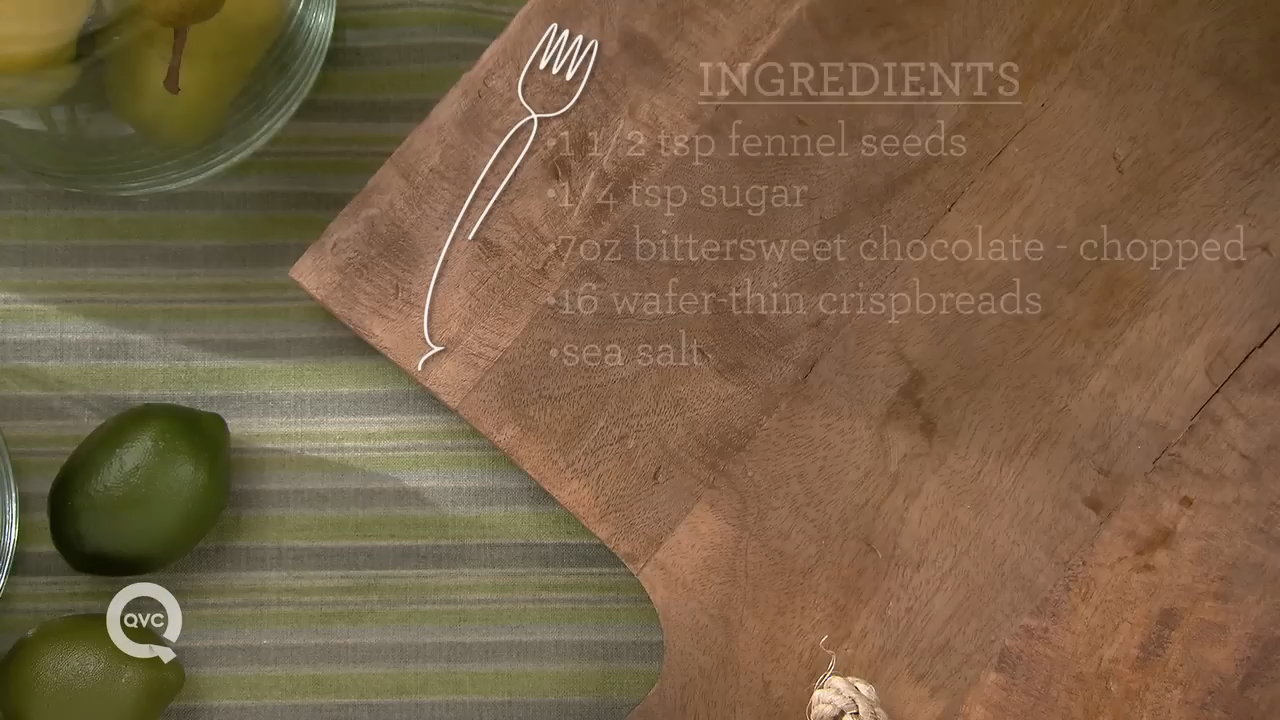 INGREDIENTS
•1 1/2 tsp fennel seeds
•1/4 tsp sugar
•7oz bittersweet chocolate - chopped
•16 wafer-thin crispbreads
•sea salt
QVC